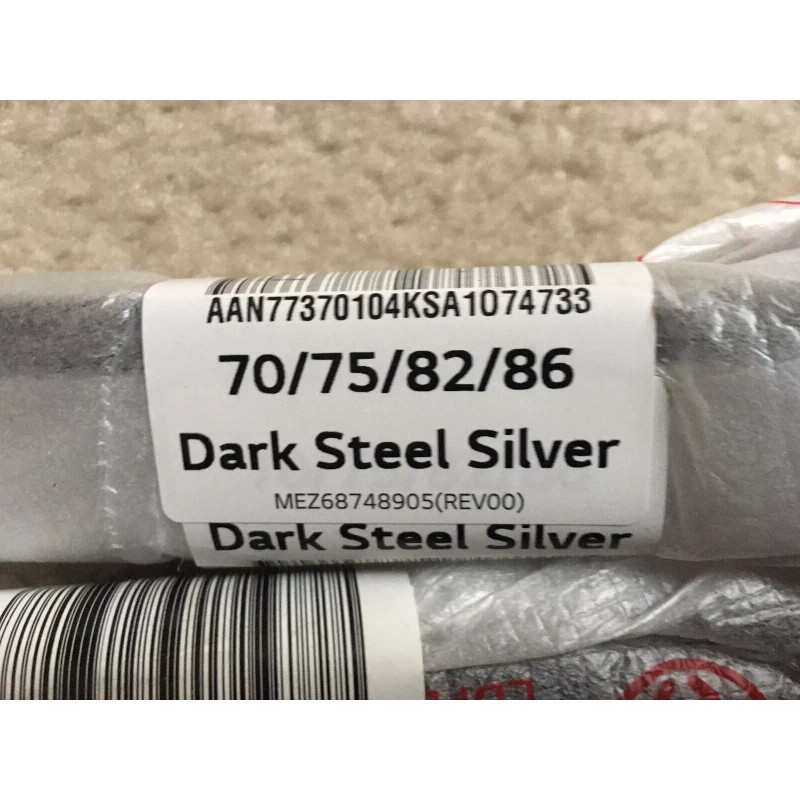 AAN77370104KSA1074733
70/75/82/86
Dark Steel Silver
MEZ68748905(REV00)
Dark Steel Silver